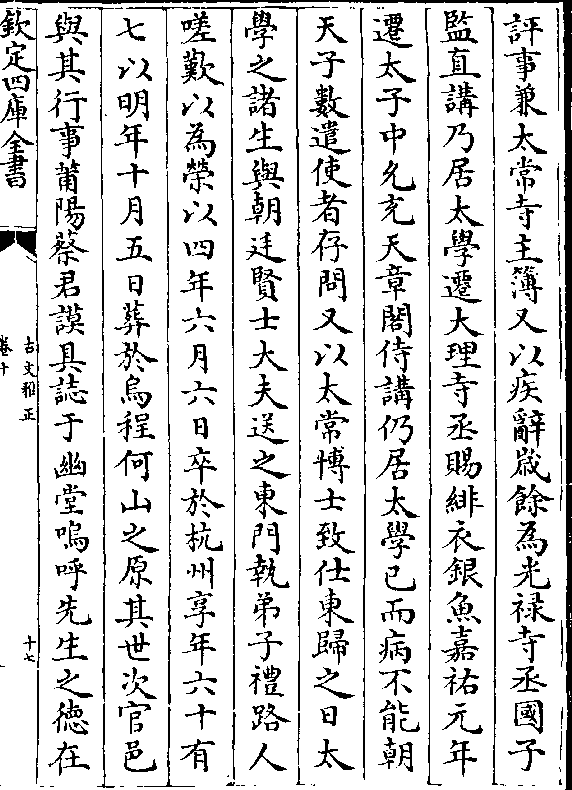 評事兼太常寺主簿又以疾辭歲餘為光禄寺丞國子
監直講乃居太學遷大理寺丞賜緋衣銀魚嘉祐元年
遷太子中允充天章閣侍講仍居太學已而病不能朝
天子數遣使者存問又以太常博士致仕東歸之日太
學之諸生與朝廷賢士大夫送之東門執弟子禮路人
嗟歎以為榮以四年六月六日卒於杭州享年六十有
七以明年十月五日葬於烏程何山之原其世次官邑
與其行事莆陽蔡君謨具誌于幽堂嗚呼先生之德在
欽定四庫全書
古文雅正
卷十
十七